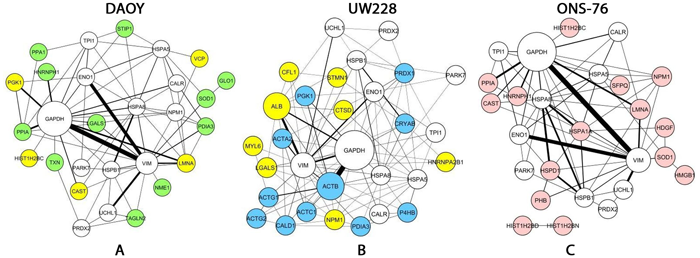 DAOY
UW228
ONS-76
STIP1
TPI1
HSPA5
PPA1
VCP
HNRNPH1
ENO1
PGK1
CALR
GLO1
HSPA8
SOD1
NPM1
GAPDH
LGALS1
PPIA
PDIA3
HIST1H2BC
VIM
LMNA
TXN
PARK7
HSPB1
CAST
NME1
UCHL1
TAGLN2
PRDX2
A
UCHL1
PRDX2
HSPB1
CFL1
STMN1
PRDX1
PARK7
PGK1
ENO1
ALB
CTSD
CRYAB
TPI1
ACTA2
MYL6
GAPDH
LGALS1
VIM
HNRNPA2B1
HSPA8
HSPA5
ACTB
ACTG1
ACTG2
CALD1
ACTC1
NPM1
CALR
P4HB
PDIA3
B
HIST1H2BC
CALR
TPI1
GAPDH
HSPA5
NPM1
PPIA
SFPQ
HNRNPH1
CAST
HSPA8
LMNA
ENO1
HSPA1A
HDGF
VIM
SOD1
PARK7
HSPD1
HMGB1
UCHL1
PHB
HSPB1
PRDX2
HIST1H2BD
HIST1H2BN
C